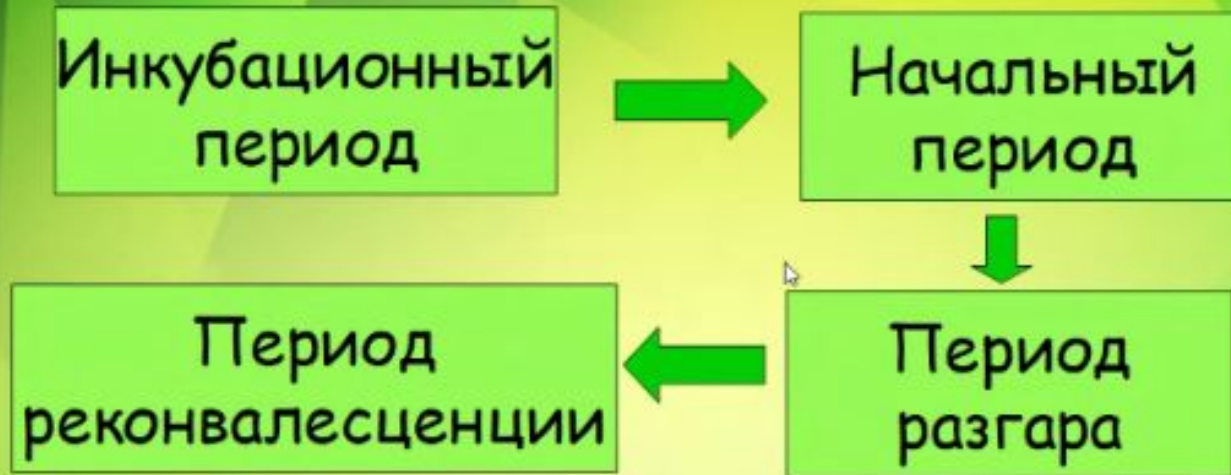 Инкубационный
период
Начальный
период
Период
разгара
Период
реконвалесценции